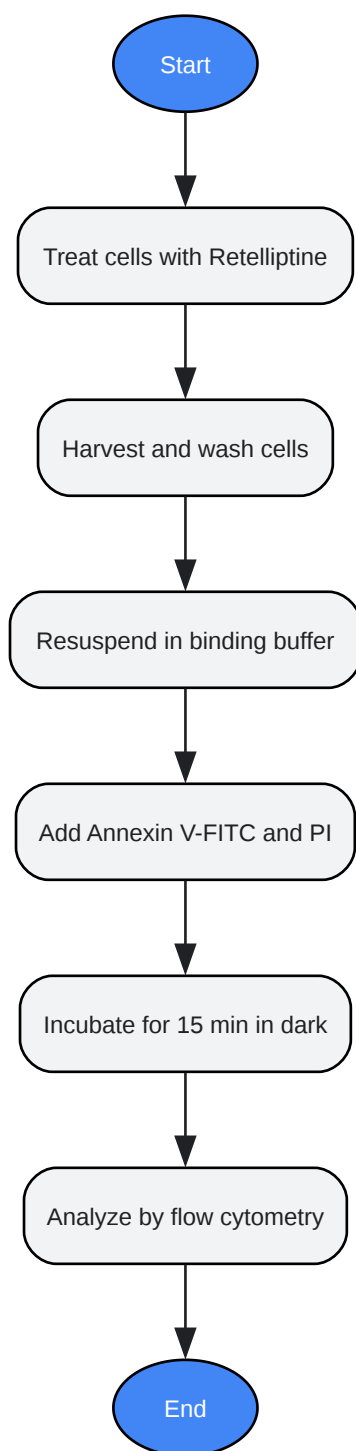 Start
Treat cells with Retelliptine
Harvest and wash cells
Resuspend in binding buffer
Add Annexin V-FITC and PI
Incubate for 15 min in dark
Analyze by flow cytometry
End